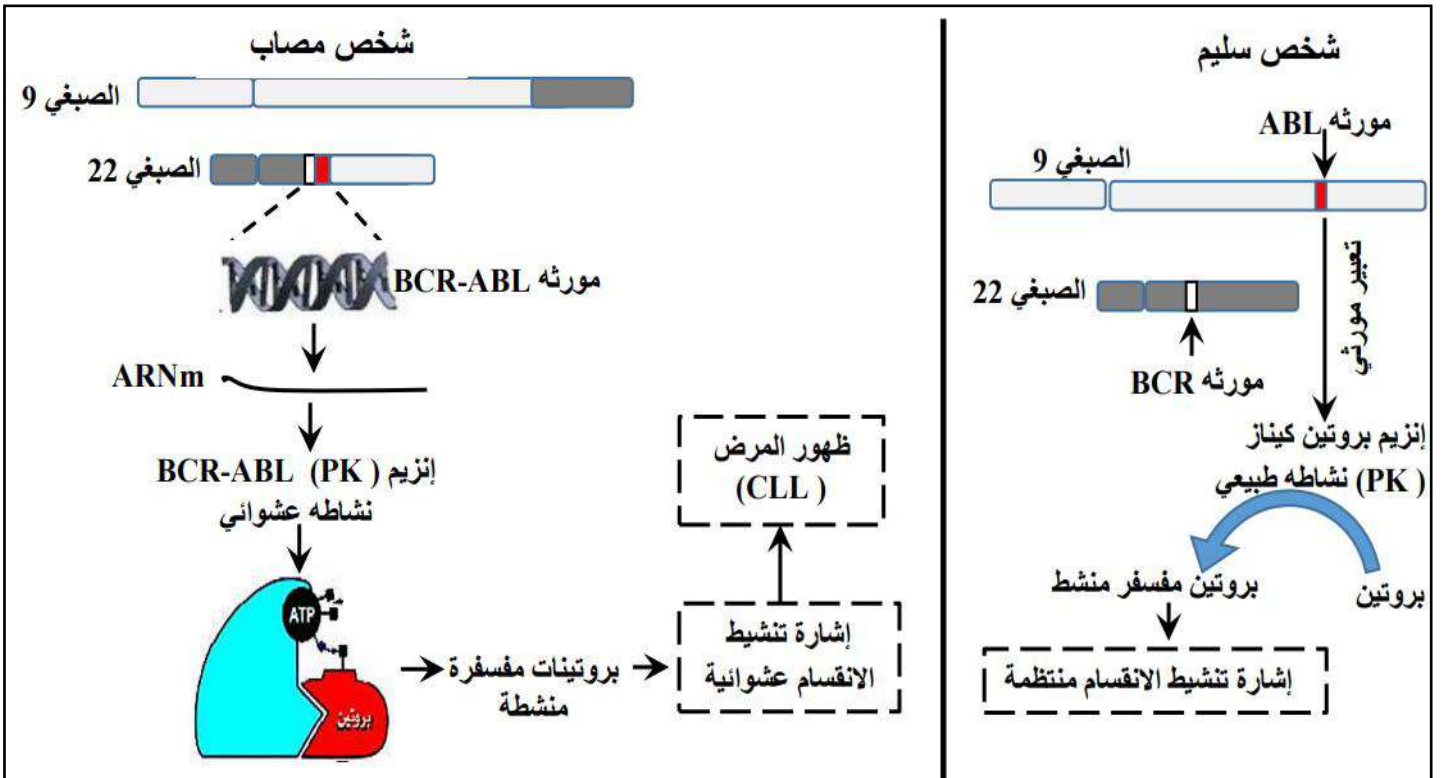 شخص سليم
مورثه ABL
الصبغي 9
الصبغي 22
مورثه BCR
تعبير مورثي
إنزيم بروتين كيناز
( PK) نشاطه طبيعي
بروتين
بروتين مفسفر منشط
إشارة تنشيط الانقسام منتظمة
شخص مصاب
الصبغي 9
الصبغي 22
مورثه BCR-ABL
ARNm
إنزيم BCR-ABL (PK )
نشاطه عشوائي
ATP
بروتين
بروتينات مفسفرة
منشطة
إشارة تنشيط
الانقسام عشوائية
ظهور المرض
(CLL )